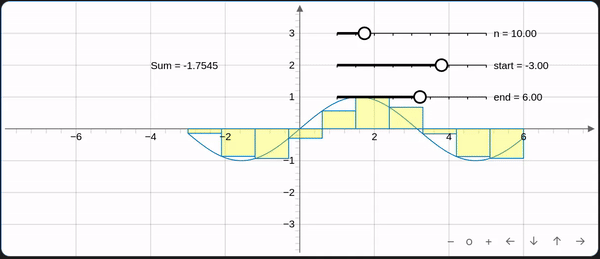 3
n = 10.00
Sum = -1.7545
2
start = -3.00
1
end = 6.00
−6
−4
−2
2
4
6
−1
−2
−3
− o + ← ↓ ↑ →